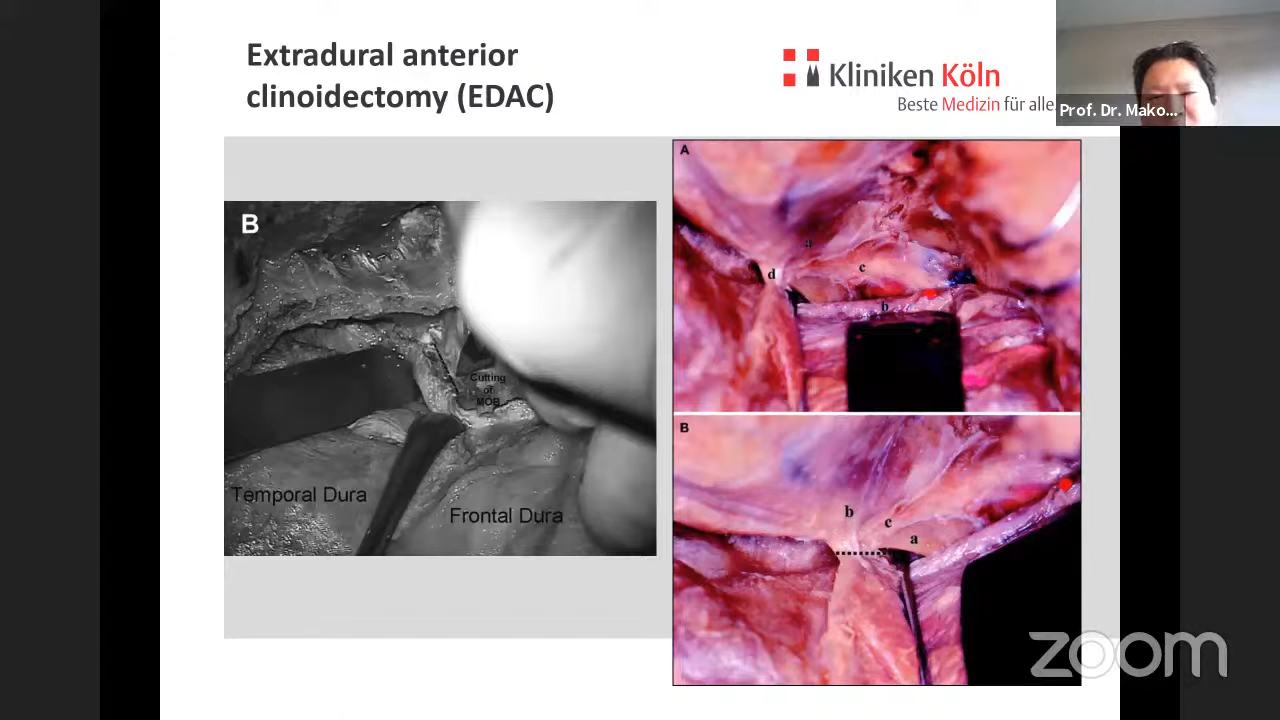 Extradural anterior
clinoidectomy (EDAC)
Kliniken Köln
Beste Medizin für alle.
Prof. Dr. Mako...
B
Cutting
of
MOB
Temporal Dura
Frontal Dura
A
a
c
d
b
B
b
c
a
zoom